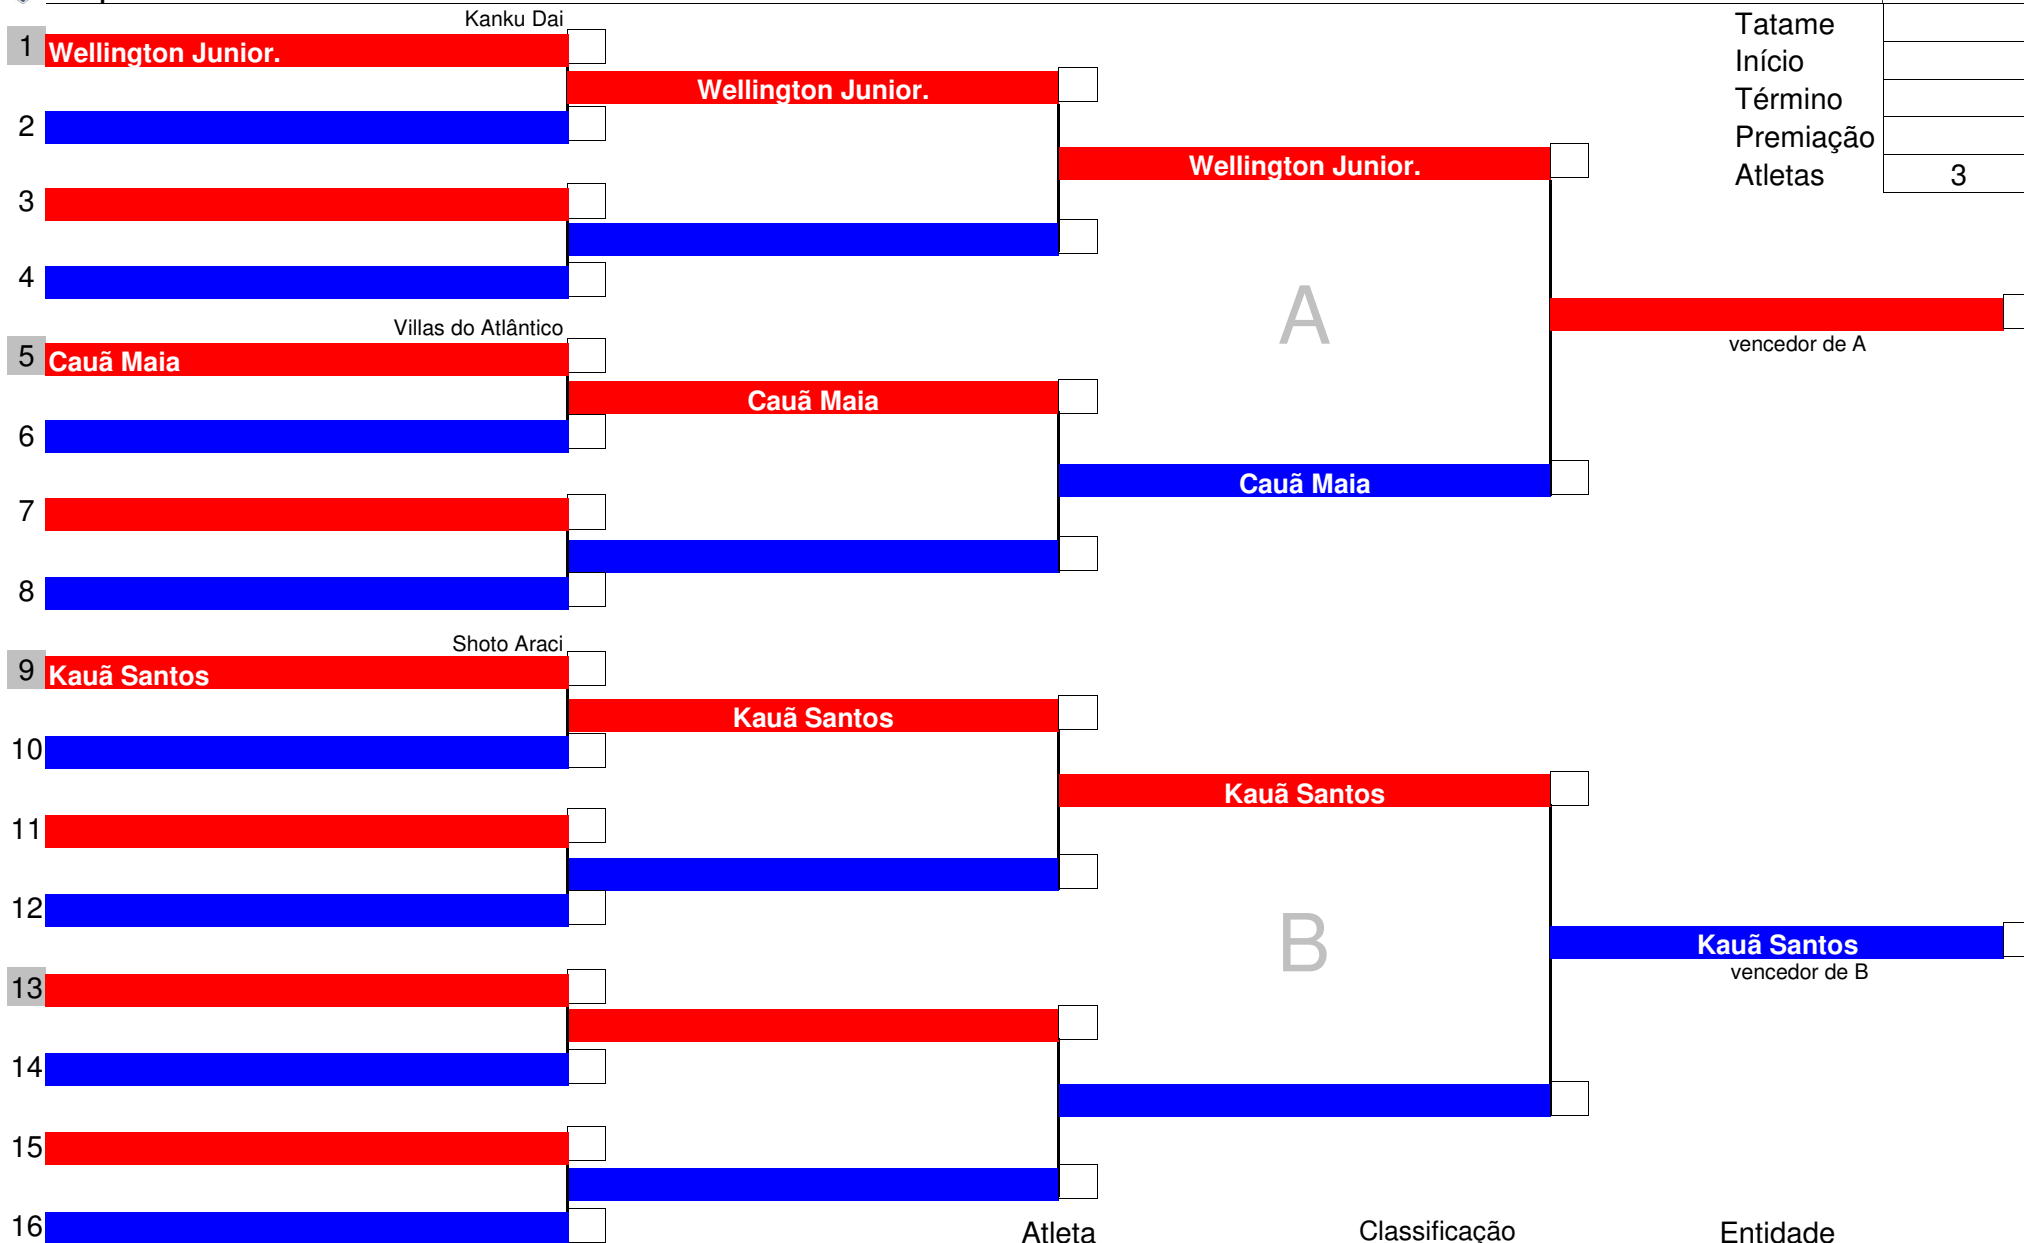 Kanku Dai
Tatame
1 Wellington Junior.
Início
Wellington Junior.
Término
2
Premiação
Wellington Junior.
Atletas 3
3
4
A
Villas do Atlântico
vencedor de A
5 Cauã Maia
Cauã Maia
6
Cauã Maia
7
8
Shoto Araci
9 Kauã Santos
Kauã Santos
10
Kauã Santos
11
12
B
Kauã Santos
vencedor de B
13
14
15
16
Atleta Classificação Entidade